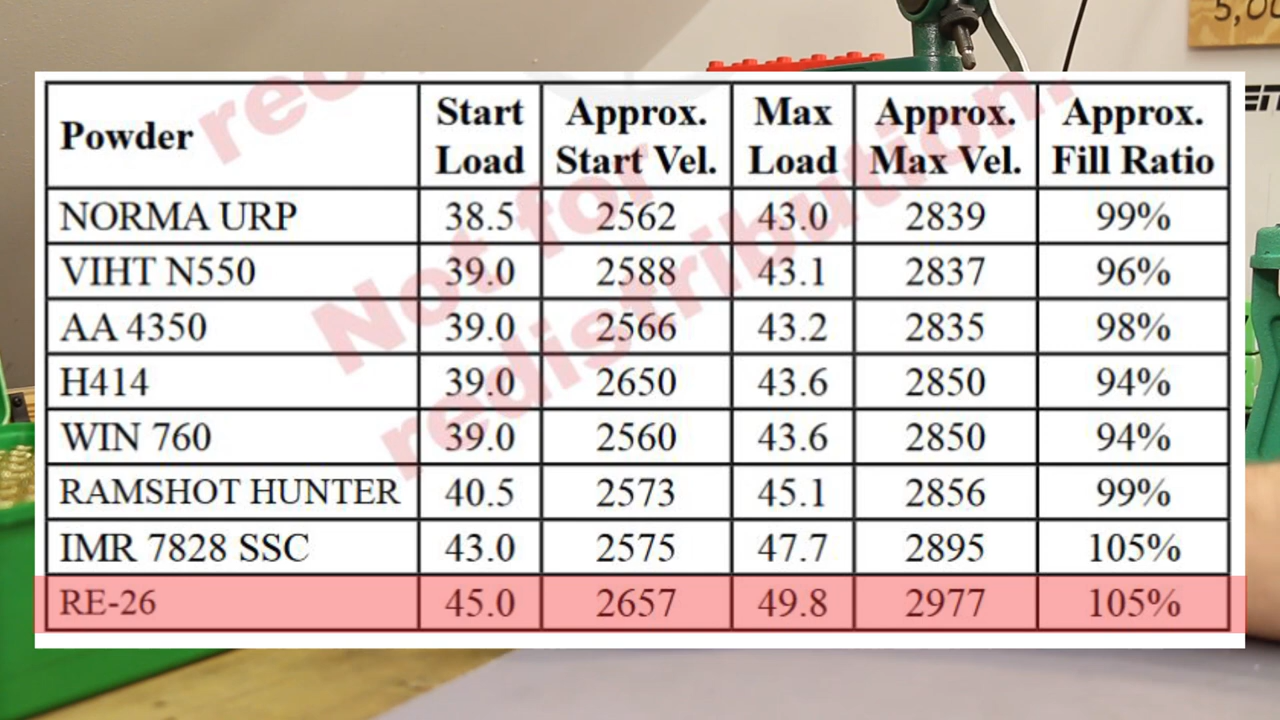 5,00
Powder Start Load Approx. Start Vel. Max Load Approx. Max Vel. Approx. Fill Ratio
NORMA URP 38.5 2562 43.0 2839 99%
VIHT N550 39.0 2588 43.1 2837 96%
AA 4350 39.0 2566 43.2 2835 98%
H414 39.0 2650 43.6 2850 94%
WIN 760 39.0 2560 43.6 2850 94%
RAMSHOT HUNTER 40.5 2573 45.1 2856 99%
IMR 7828 SSC 43.0 2575 47.7 2895 105%
RE-26 45.0 2657 49.8 2977 105%
Not for
redistribution.